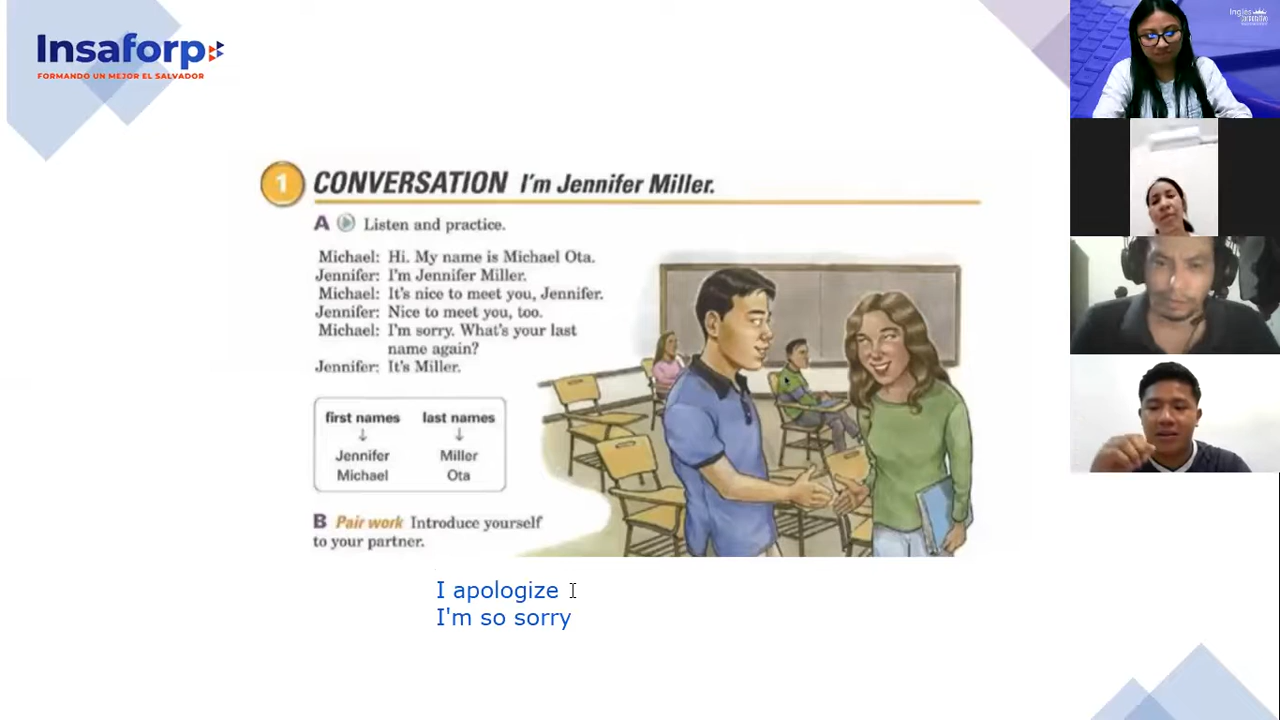 Insaforp
FORMANDO UN MEJOR EL SALVADOR
1 CONVERSATION I'm Jennifer Miller.
A Listen and practice.
Michael: Hi. My name is Michael Ota.
Jennifer: I'm Jennifer Miller.
Michael: It's nice to meet you, Jennifer.
Jennifer: Nice to meet you, too.
Michael: I'm sorry. What's your last
name again?
Jennifer: It's Miller.
first names last names
Jennifer Miller
Michael Ota
B Pair work Introduce yourself
to your partner.
I apologize
I'm so sorry
Inglés